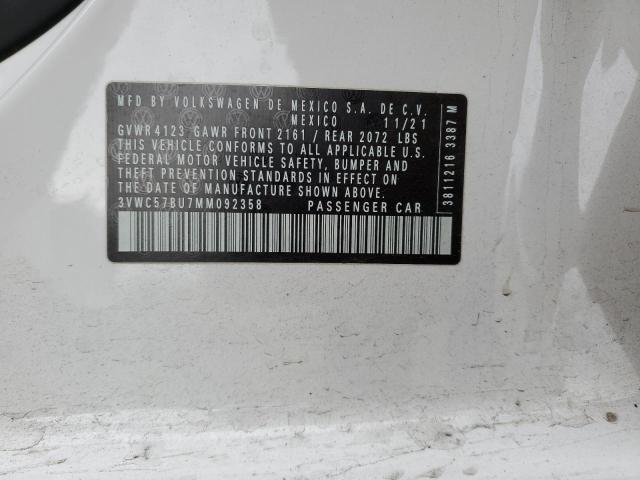 MFD BY VOLKSWAGEN DE MEXICO S.A. DE C.V.
MEXICO 11/21
GVWR 4123 GAWR FRONT 2161 / REAR 2072 LBS
THIS VEHICLE CONFORMS TO ALL APPLICABLE U.S.
FEDERAL MOTOR VEHICLE SAFETY, BUMPER AND
THEFT PREVENTION STANDARDS IN EFFECT ON THE
DATE OF MANUFACTURE SHOWN ABOVE.
3VWC57BU7MM092358 PASSENGER CAR
3811216 3387 M